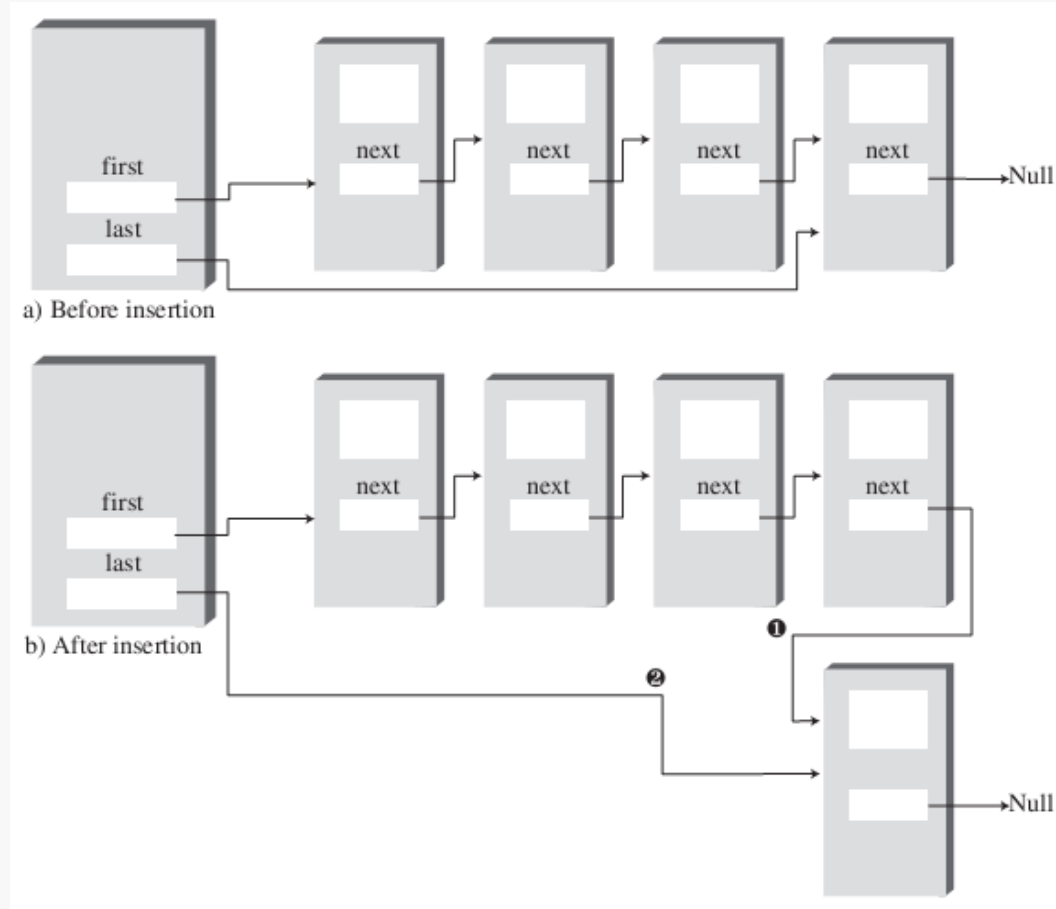 first
last
next
next
next
next
Null
a) Before insertion
first
last
next
next
next
next
❶
b) After insertion
❷
Null